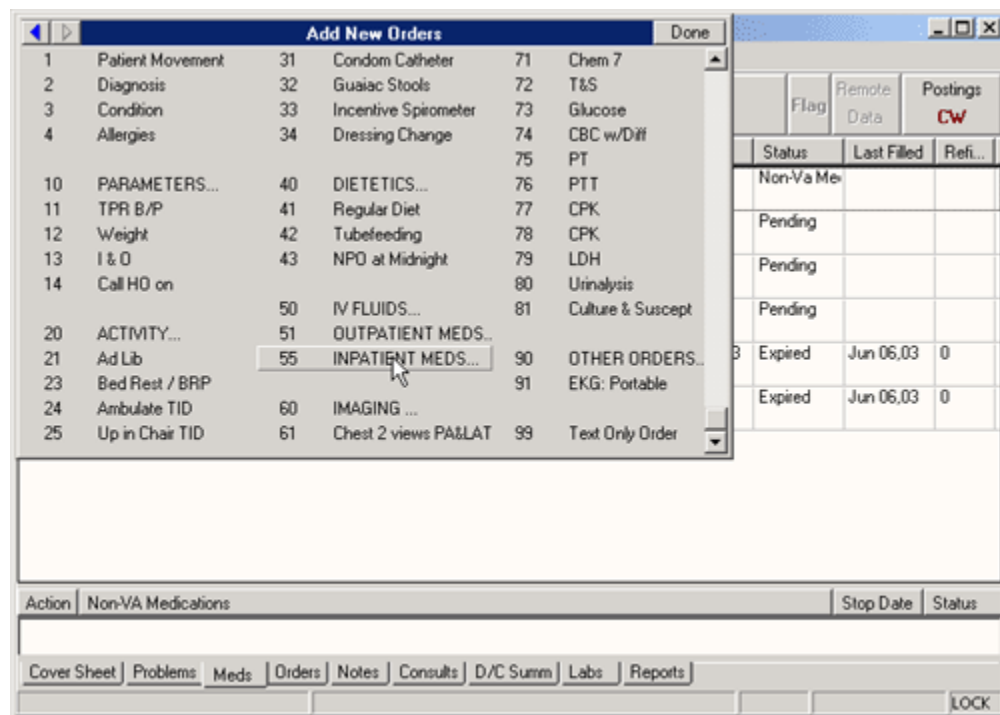 Add New Orders Done
1 Patient Movement 31 Condom Catheter 71 Chem 7
2 Diagnosis 32 Guaiac Stools 72 T&S
3 Condition 33 Incentive Spirometer 73 Glucose
4 Allergies 34 Dressing Change 74 CBC w/Diff
75 PT
10 PARAMETERS... 40 DIETETICS... 76 PTT
11 TPR B/P 41 Regular Diet 77 CPK
12 Weight 42 Tubefeeding 78 CPK
13 I & O 43 NPO at Midnight 79 LDH
14 Call HO on 80 Urinalysis
50 IV FLUIDS... 81 Culture & Suscept
20 ACTIVITY... 51 OUTPATIENT MEDS..
21 Ad Lib 55 INPATIENT MEDS... 90 OTHER ORDERS..
23 Bed Rest / BRP 91 EKG: Portable
24 Ambulate TID 60 IMAGING ...
25 Up in Chair TID 61 Chest 2 views PA&LAT 99 Text Only Order
Flag Remote Data Postings CW
Status Last Filled Refi...
Non-Va Me
Pending
Pending
Pending
3 Expired Jun 06,03 0
Expired Jun 06,03 0
Action Non-VA Medications Stop Date Status
Cover Sheet Problems Meds Orders Notes Consults D/C Summ Labs Reports
LOCK